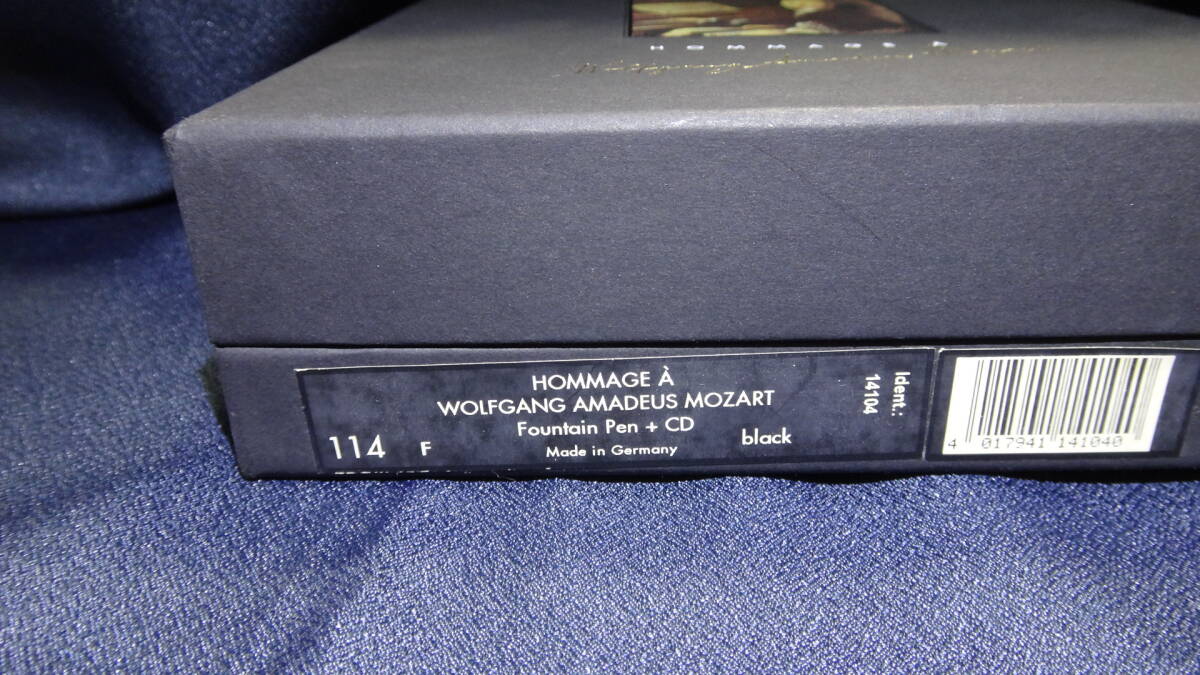 HOMMAGE À
HOMMAGE À
WOLFGANG AMADEUS MOZART
Fountain Pen + CD
114 F
Made in Germany
black
Ident.:
14104
4 017941 141040